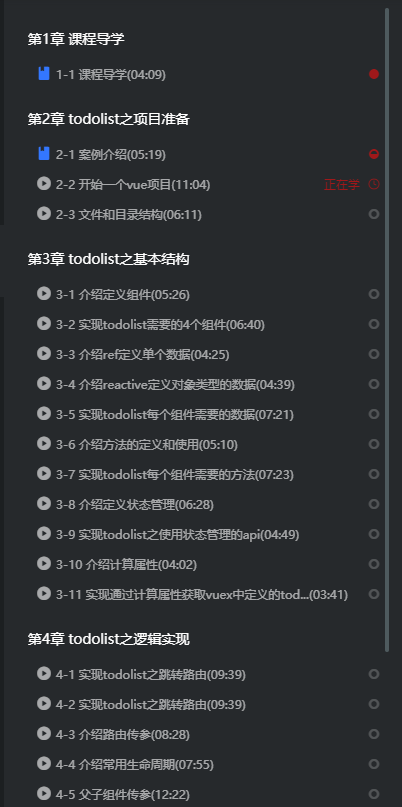 第1章 课程导学
1-1 课程导学(04:09)
第2章 todolist之项目准备
2-1 案例介绍(05:19)
2-2 开始一个vue项目(11:04) 正在学
2-3 文件和目录结构(06:11)
第3章 todolist之基本结构
3-1 介绍定义组件(05:26)
3-2 实现todolist需要的4个组件(06:40)
3-3 介绍ref定义单个数据(04:25)
3-4 介绍reactive定义对象类型的数据(04:39)
3-5 实现todolist每个组件需要的数据(07:21)
3-6 介绍方法的定义和使用(05:10)
3-7 实现todolist每个组件需要的方法(07:23)
3-8 介绍定义状态管理(06:28)
3-9 实现todolist之使用状态管理的api(04:49)
3-10 介绍计算属性(04:02)
3-11 实现通过计算属性获取vuex中定义的tod...(03:41)
第4章 todolist之逻辑实现
4-1 实现todolist之跳转路由(09:39)
4-2 实现todolist之跳转路由(09:39)
4-3 介绍路由传参(08:28)
4-4 介绍常用生命周期(07:55)
4-5 父子组件传参(12:22)